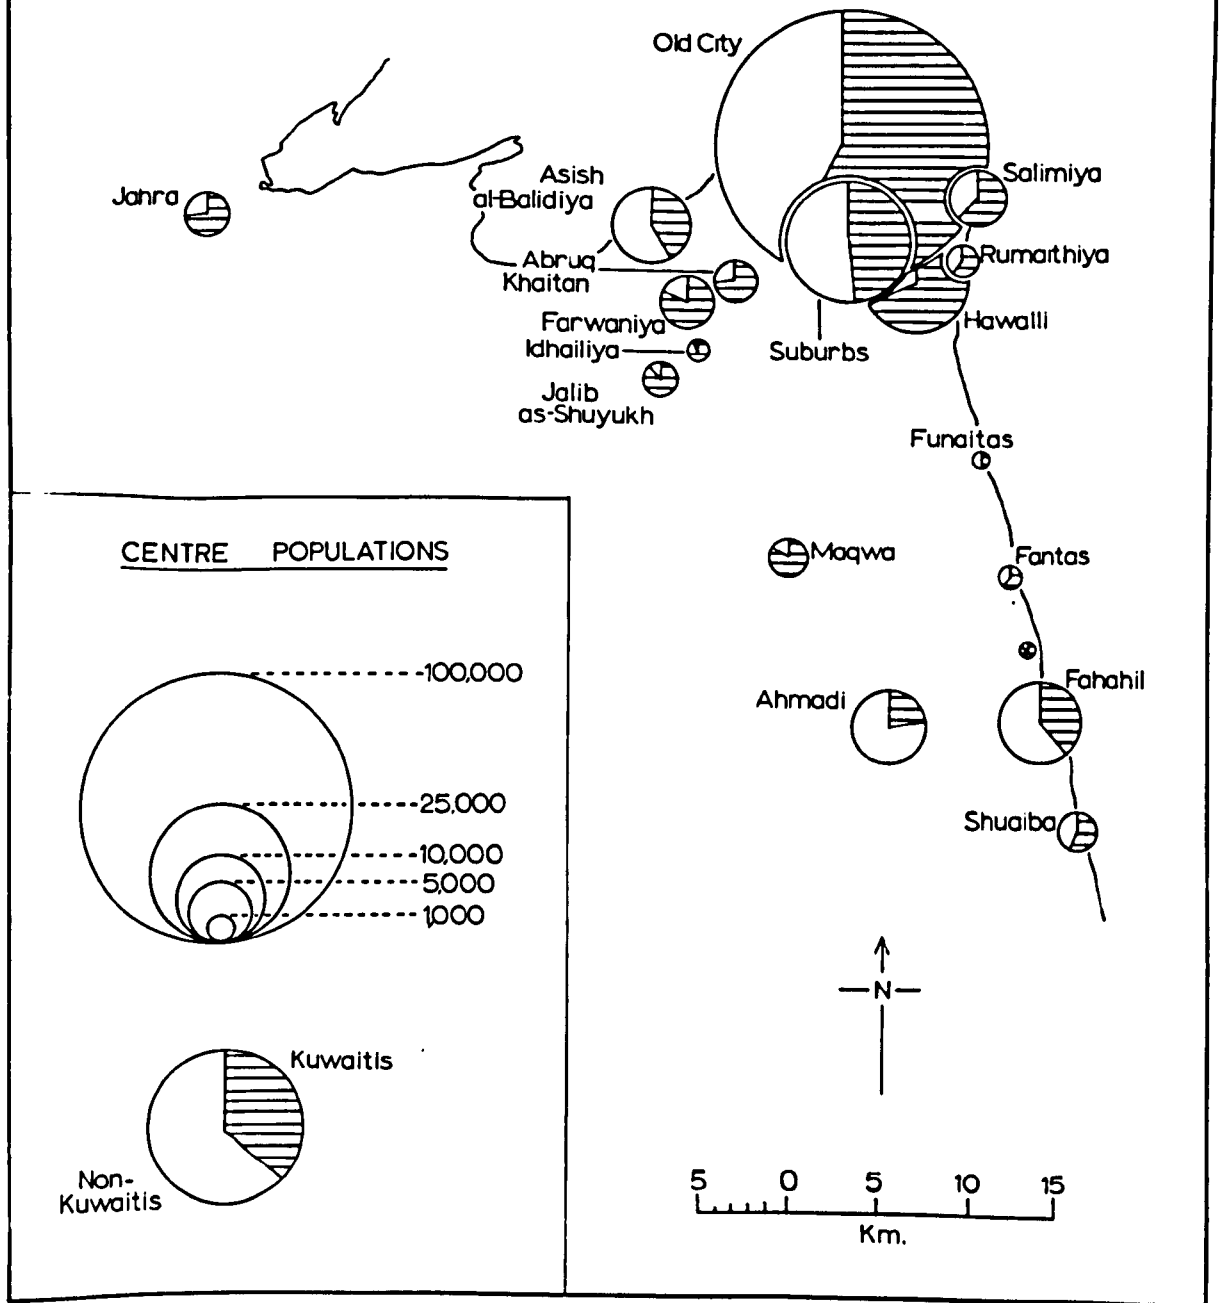 Old City
Jahra
Asish
al-Balidiya
Salimiya
Abruq
Khaitan
Rumaithiya
Farwaniya
Hawalli
Idhailiya
Suburbs
Jalib
as-Shuyukh
Funaitas
Maqwa
Fantas
Ahmadi
Fahahil
Shuaiba
CENTRE POPULATIONS
100,000
25,000
10,000
5,000
1,000
Kuwaitis
Non-
Kuwaitis
N
5 0 5 10 15
Km.